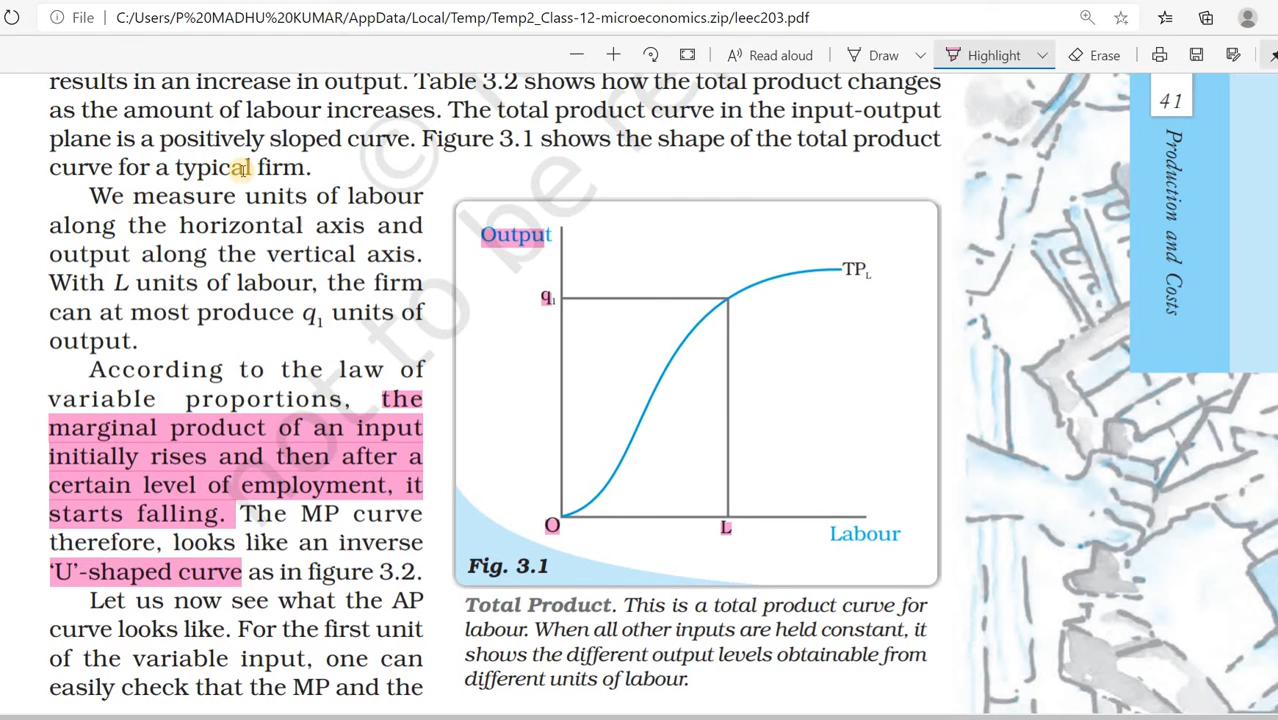 File C:/Users/P%20MADHU%20KUMAR/AppData/Local/Temp/Temp2_Class-12-microeconomics.zip/leec203.pdf
Read aloud Draw Highlight Erase
results in an increase in output. Table 3.2 shows how the total product changes
as the amount of labour increases. The total product curve in the input-output
plane is a positively sloped curve. Figure 3.1 shows the shape of the total product
curve for a typical firm.
We measure units of labour
along the horizontal axis and
output along the vertical axis.
With L units of labour, the firm
can at most produce q₁ units of
output.
According to the law of
variable proportions, the
marginal product of an input
initially rises and then after a
certain level of employment, it
starts falling. The MP curve
therefore, looks like an inverse
‘U’-shaped curve as in figure 3.2.
Let us now see what the AP
curve looks like. For the first unit
of the variable input, one can
easily check that the MP and the
Output
TP_L
q₁
O
L
Labour
Fig. 3.1
Total Product. This is a total product curve for
labour. When all other inputs are held constant, it
shows the different output levels obtainable from
different units of labour.
41
Production and Costs
©
not to be re